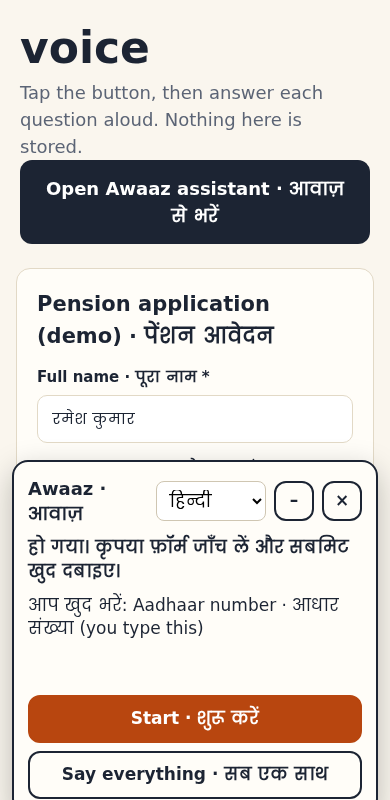 voice
Tap the button, then answer each
question aloud. Nothing here is
stored.
Open Awaaz assistant · आवाज़
से भरें
Pension application
(demo) · पेंशन आवेदन
Full name · पूरा नाम *
रमेश कुमार
Awaaz ·
आवाज़
हिन्दी
–
×
हो गया। कृपया फ़ॉर्म जाँच लें और सबमिट
खुद दबाइए।
आप खुद भरें: Aadhaar number · आधार
संख्या (you type this)
Start · शुरू करें
Say everything · सब एक साथ